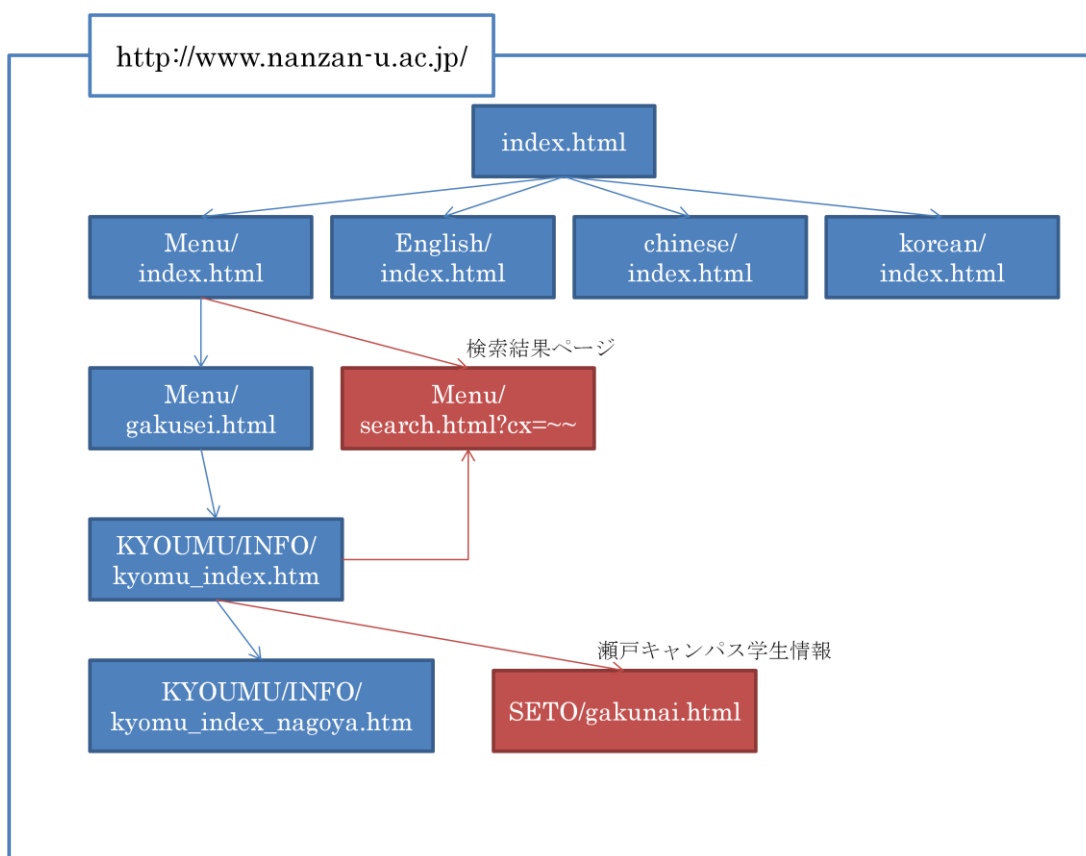 http://www.nanzan-u.ac.jp/
index.html
Menu/
index.html
English/
index.html
chinese/
index.html
korean/
index.html
検索結果ページ
Menu/
gakusei.html
Menu/
search.html?cx=~~
KYOUMU/INFO/
kyomu_index.htm
瀬戸キャンパス学生情報
KYOUMU/INFO/
kyomu_index_nagoya.htm
SETO/gakunai.html